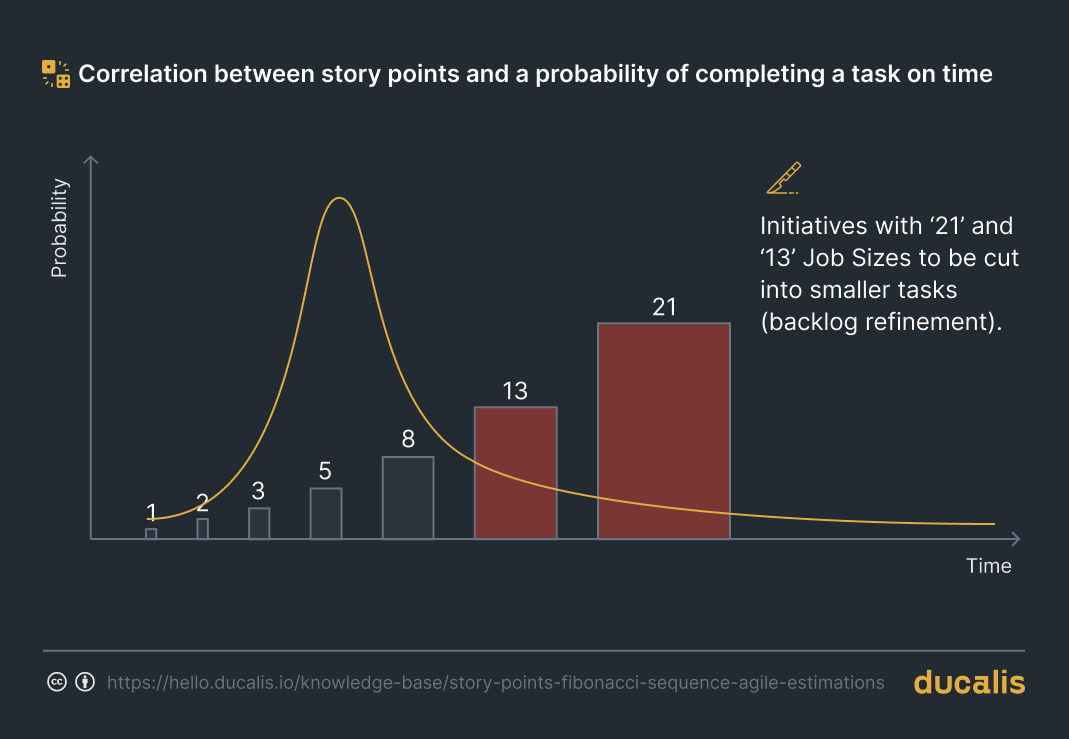 Correlation between story points and a probability of completing a task on time
Probability
Initiatives with ‘21’ and
‘13’ Job Sizes to be cut
into smaller tasks
(backlog refinement).
1
2
3
5
8
13
21
Time
cc
https://hello.ducalis.io/knowledge-base/story-points-fibonacci-sequence-agile-estimations
ducalis